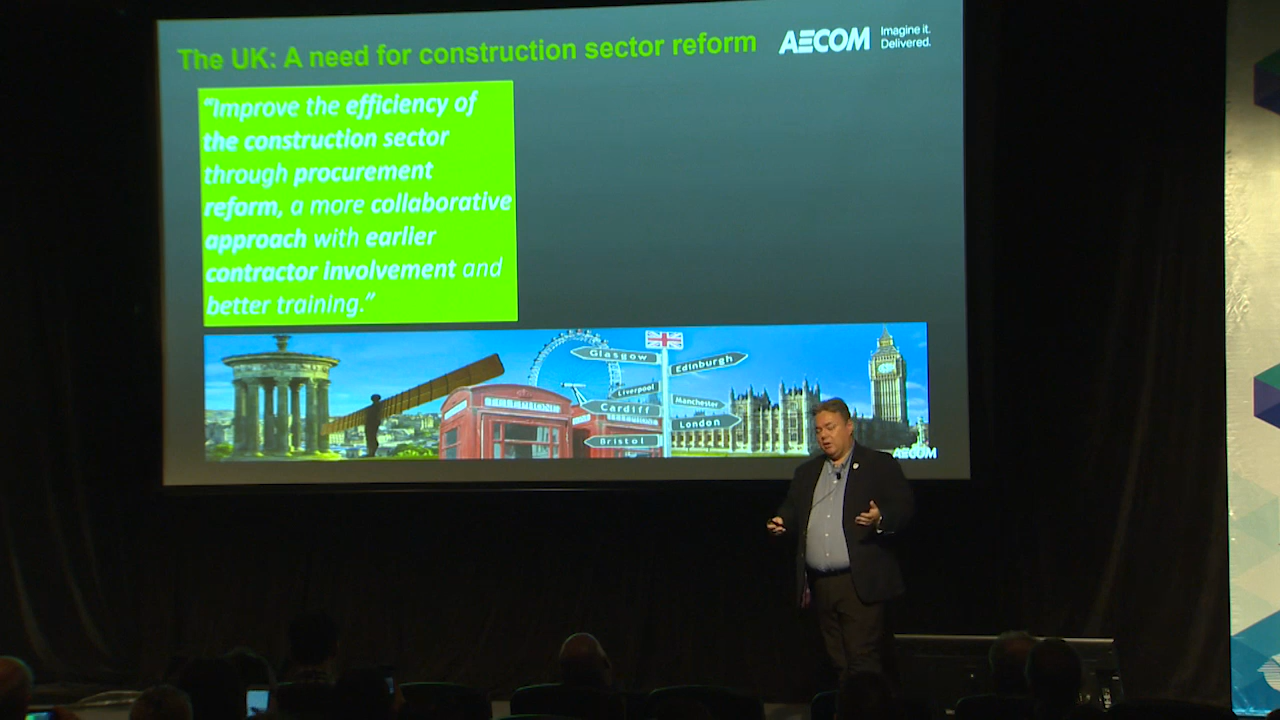 The UK: A need for construction sector reform
AECOM
Imagine it.
Delivered.
“Improve the efficiency of
the construction sector
through procurement
reform, a more collaborative
approach with earlier
contractor involvement and
better training.”
Glasgow
Edinburgh
Liverpool
Manchester
Cardiff
London
Bristol
TELEPHONE
TELEPHONE
AECOM